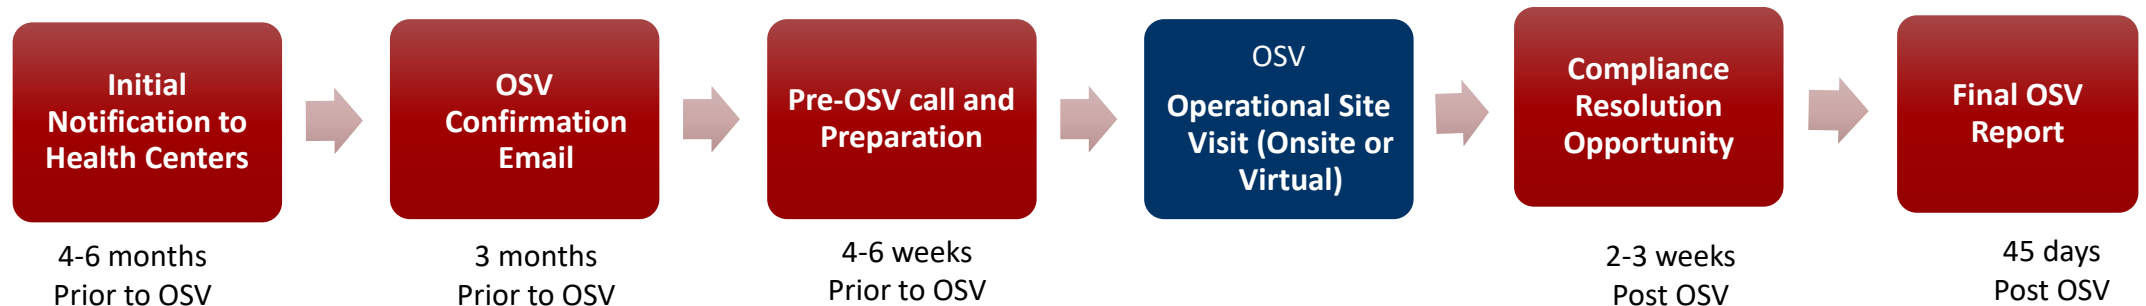 Initial
Notification to
Health Centers
4-6 months
Prior to OSV
OSV
Confirmation
Email
3 months
Prior to OSV
Pre-OSV call and
Preparation
4-6 weeks
Prior to OSV
OSV
Operational Site
Visit (Onsite or
Virtual)
Compliance
Resolution
Opportunity
2-3 weeks
Post OSV
Final OSV
Report
45 days
Post OSV